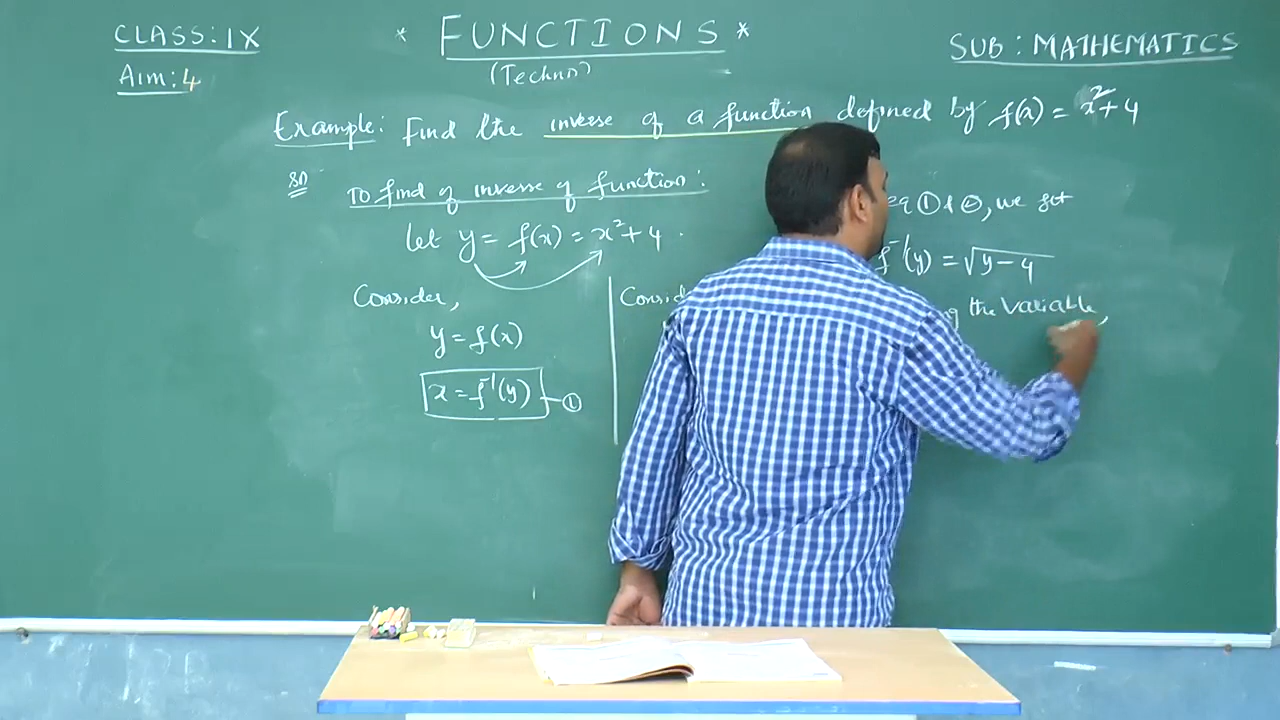 CLASS: IX
* FUNCTIONS *
(Techno)
SUB : MATHEMATICS
Aim: 4
Example: Find the inverse of a function defined by f(x) = x²+ 4
To find of inverse of function:
let y = f(x) = x²+ 4 .
Consider,
y = f(x)
x = f⁻¹(y) — ①
eq ① & ②, we get
f⁻¹(y) = √y – 4
the Variable,